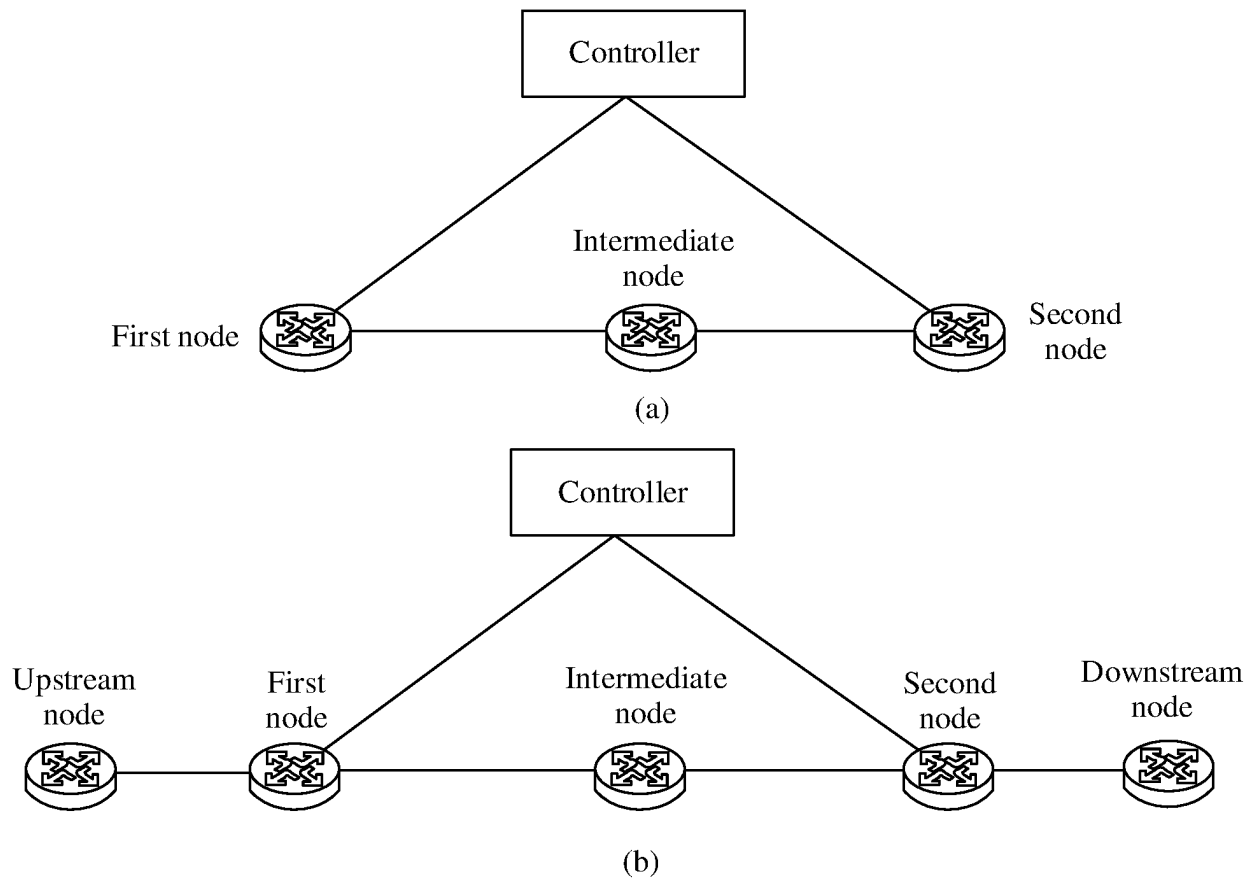 Controller
Intermediate
node
First node
Second
node
(a)
Controller
Upstream
node
First
node
Intermediate
node
Second
node
Downstream
node
(b)